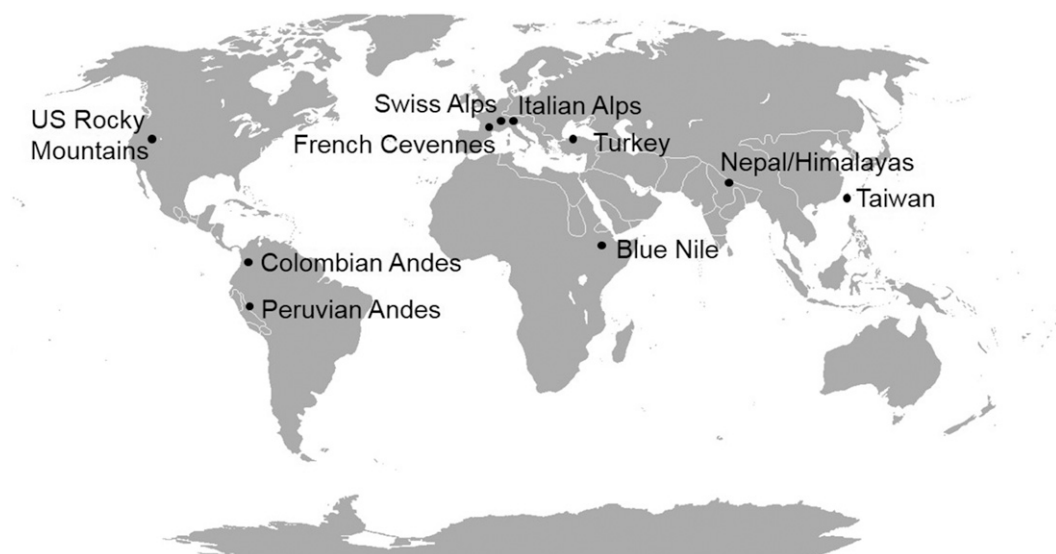 Swiss Alps
Italian Alps
US Rocky
Mountains
French Cevennes
Turkey
Nepal/Himalayas
Taiwan
Blue Nile
Colombian Andes
Peruvian Andes